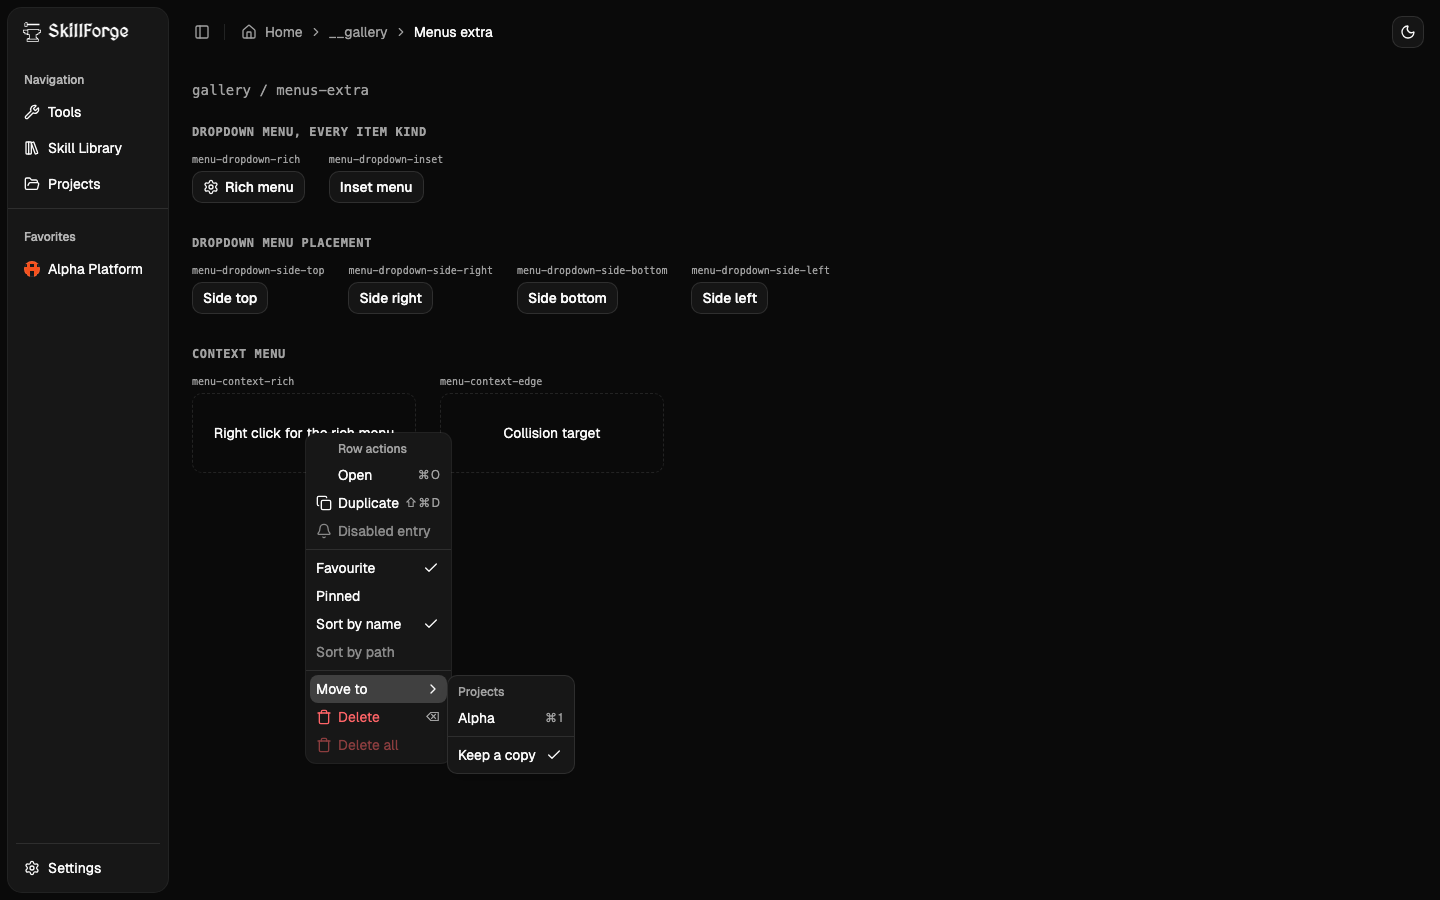 SkillForge
Home > __gallery > Menus extra
Navigation
Tools
Skill Library
Projects
Favorites
Alpha Platform
Settings
gallery / menus-extra
DROPDOWN MENU, EVERY ITEM KIND
menu-dropdown-rich menu-dropdown-inset
Rich menu Inset menu
DROPDOWN MENU PLACEMENT
menu-dropdown-side-top menu-dropdown-side-right menu-dropdown-side-bottom menu-dropdown-side-left
Side top Side right Side bottom Side left
CONTEXT MENU
menu-context-rich menu-context-edge
Right click for the rich menu Collision target
Row actions
Open ⌘O
Duplicate ⇧⌘D
Disabled entry
Favourite ✓
Pinned
Sort by name ✓
Sort by path
Move to >
Delete ⌫
Delete all
Projects
Alpha ⌘1
Keep a copy ✓